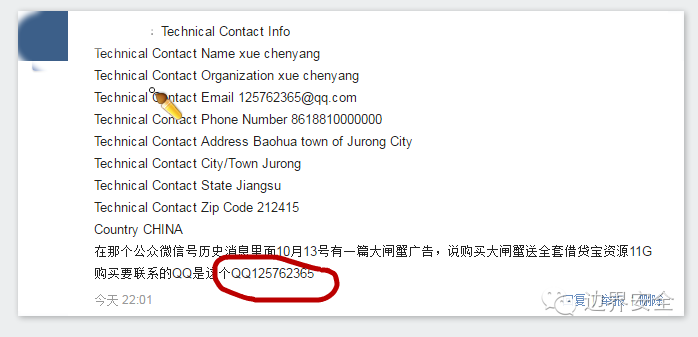 : Technical Contact Info
Technical Contact Name xue chenyang
Technical Contact Organization xue chenyang
Technical Contact Email 125762365@qq.com
Technical Contact Phone Number 8618810000000
Technical Contact Address Baohua town of Jurong City
Technical Contact City/Town Jurong
Technical Contact State Jiangsu
Technical Contact Zip Code 212415
Country CHINA
在那个公众微信号历史消息里面10月13号有一篇大闸蟹广告，说购买大闸蟹送全套借贷宝资源11G
购买要联系的QQ是这个QQ125762365
今天 22:01
边界安全